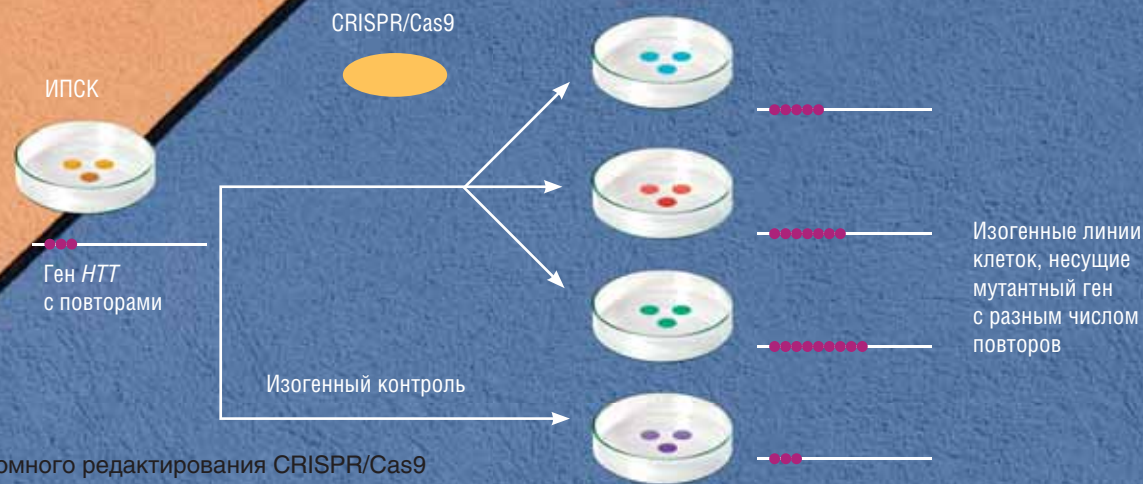 CRISPR/Cas9
ИПСК
Ген HTT
с повторами
Изогенные линии
клеток, несущие
мутантный ген
с разным числом
повторов
Изогенный контроль
омного редактирования CRISPR/Cas9